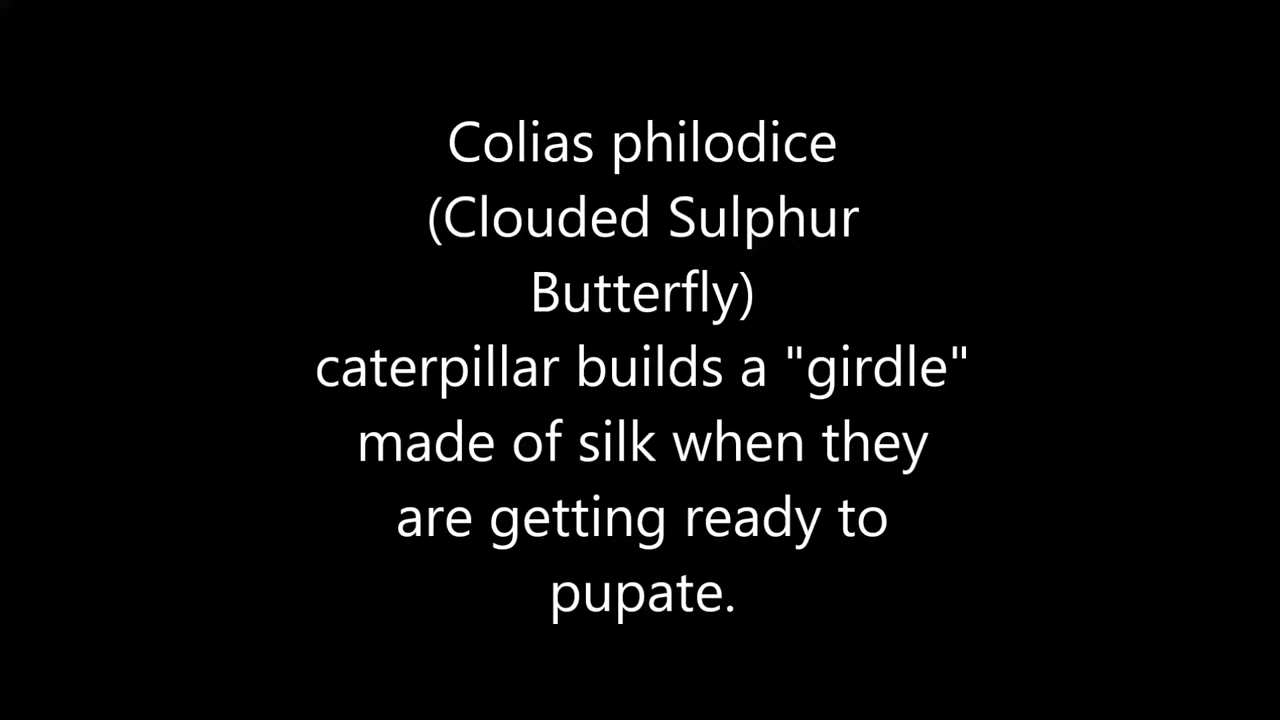 Colias philodice
(Clouded Sulphur
Butterfly)
caterpillar builds a "girdle"
made of silk when they
are getting ready to
pupate.